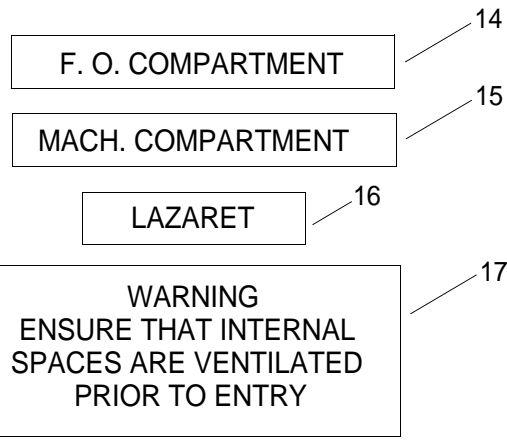 14
F. O. COMPARTMENT
15
MACH. COMPARTMENT
16
LAZARET
17
WARNING
ENSURE THAT INTERNAL
SPACES ARE VENTILATED
PRIOR TO ENTRY